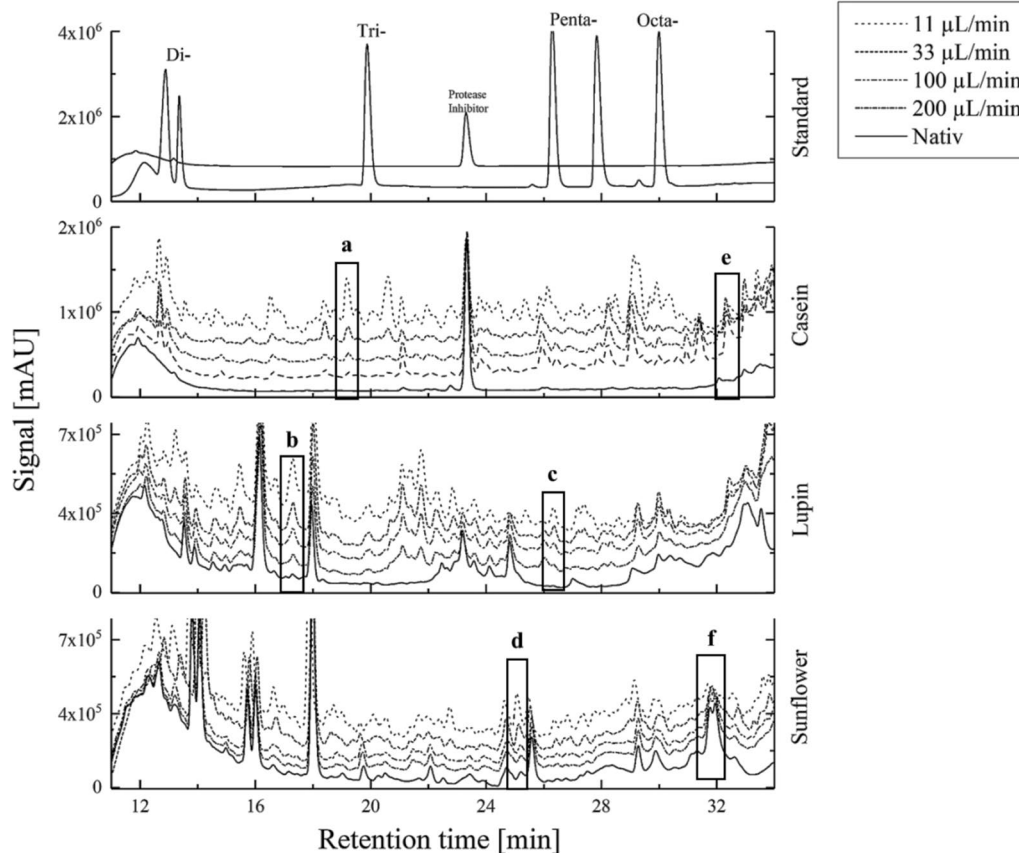 11 µL/min
33 µL/min
100 µL/min
200 µL/min
Nativ
Di-
Tri-
Protease
Inhibitor
Penta-
Octa-
4x10⁶
2x10⁶
0
Standard
2x10⁶
1x10⁶
0
a
e
Casein
7x10⁵
4x10⁵
0
b
c
Lupin
7x10⁵
4x10⁵
0
d
f
Sunflower
Signal [mAU]
12 16 20 24 28 32
Retention time [min]